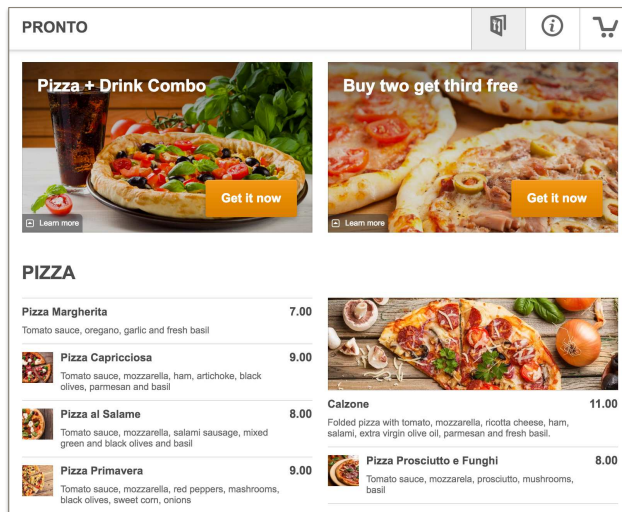 PRONTO
Pizza + Drink Combo
Get it now
Learn more
Buy two get third free
Get it now
Learn more
PIZZA
Pizza Margherita 7.00
Tomato sauce, oregano, garlic and fresh basil
Pizza Capricciosa 9.00
Tomato sauce, mozzarella, ham, artichoke, black
olives, parmesan and basil
Pizza al Salame 8.00
Tomato sauce, mozzarella, salami sausage, mixed
green and black olives and basil
Pizza Primavera 9.00
Tomato sauce, mozzarella, red peppers, mashrooms,
black olives, sweet corn, onions
Calzone 11.00
Folded pizza with tomato, mozzarella, ricotta cheese, ham,
salami, extra virgin olive oil, parmesan and fresh basil.
Pizza Prosciutto e Funghi 8.00
Tomato sauce, mozzarela, prosciutto, mushrooms,
basil